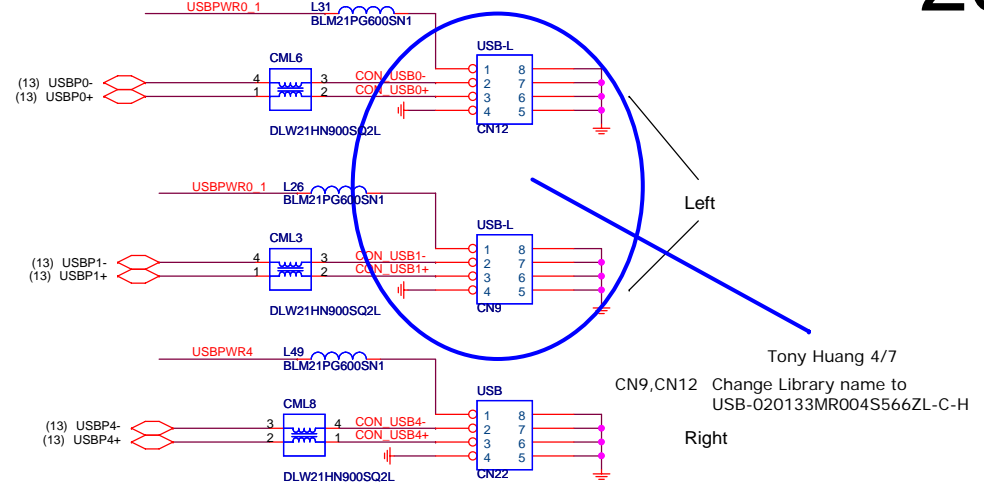 USBPWR0_1 L31
BLM21PG600SN1
USB-L
CML6
1 8
(13) USBP0- 4 3 CON_USB0- 2 7
(13) USBP0+ 1 2 CON_USB0+ 3 6
4 5
DLW21HN900SQ2L CN12
USBPWR0_1 L26
BLM21PG600SN1
Left
USB-L
CML3
1 8
(13) USBP1- 4 3 CON_USB1- 2 7
(13) USBP1+ 1 2 CON_USB1+ 3 6
4 5
DLW21HN900SQ2L CN9
USBPWR4 L49
BLM21PG600SN1
Tony Huang 4/7
CN9,CN12 Change Library name to
USB-020133MR004S566ZL-C-H
USB
CML8
1 8
(13) USBP4- 3 4 CON_USB4- 2 7
(13) USBP4+ 2 1 CON_USB4+ 3 6
Right
4 5
DLW21HN900SQ2L CN22